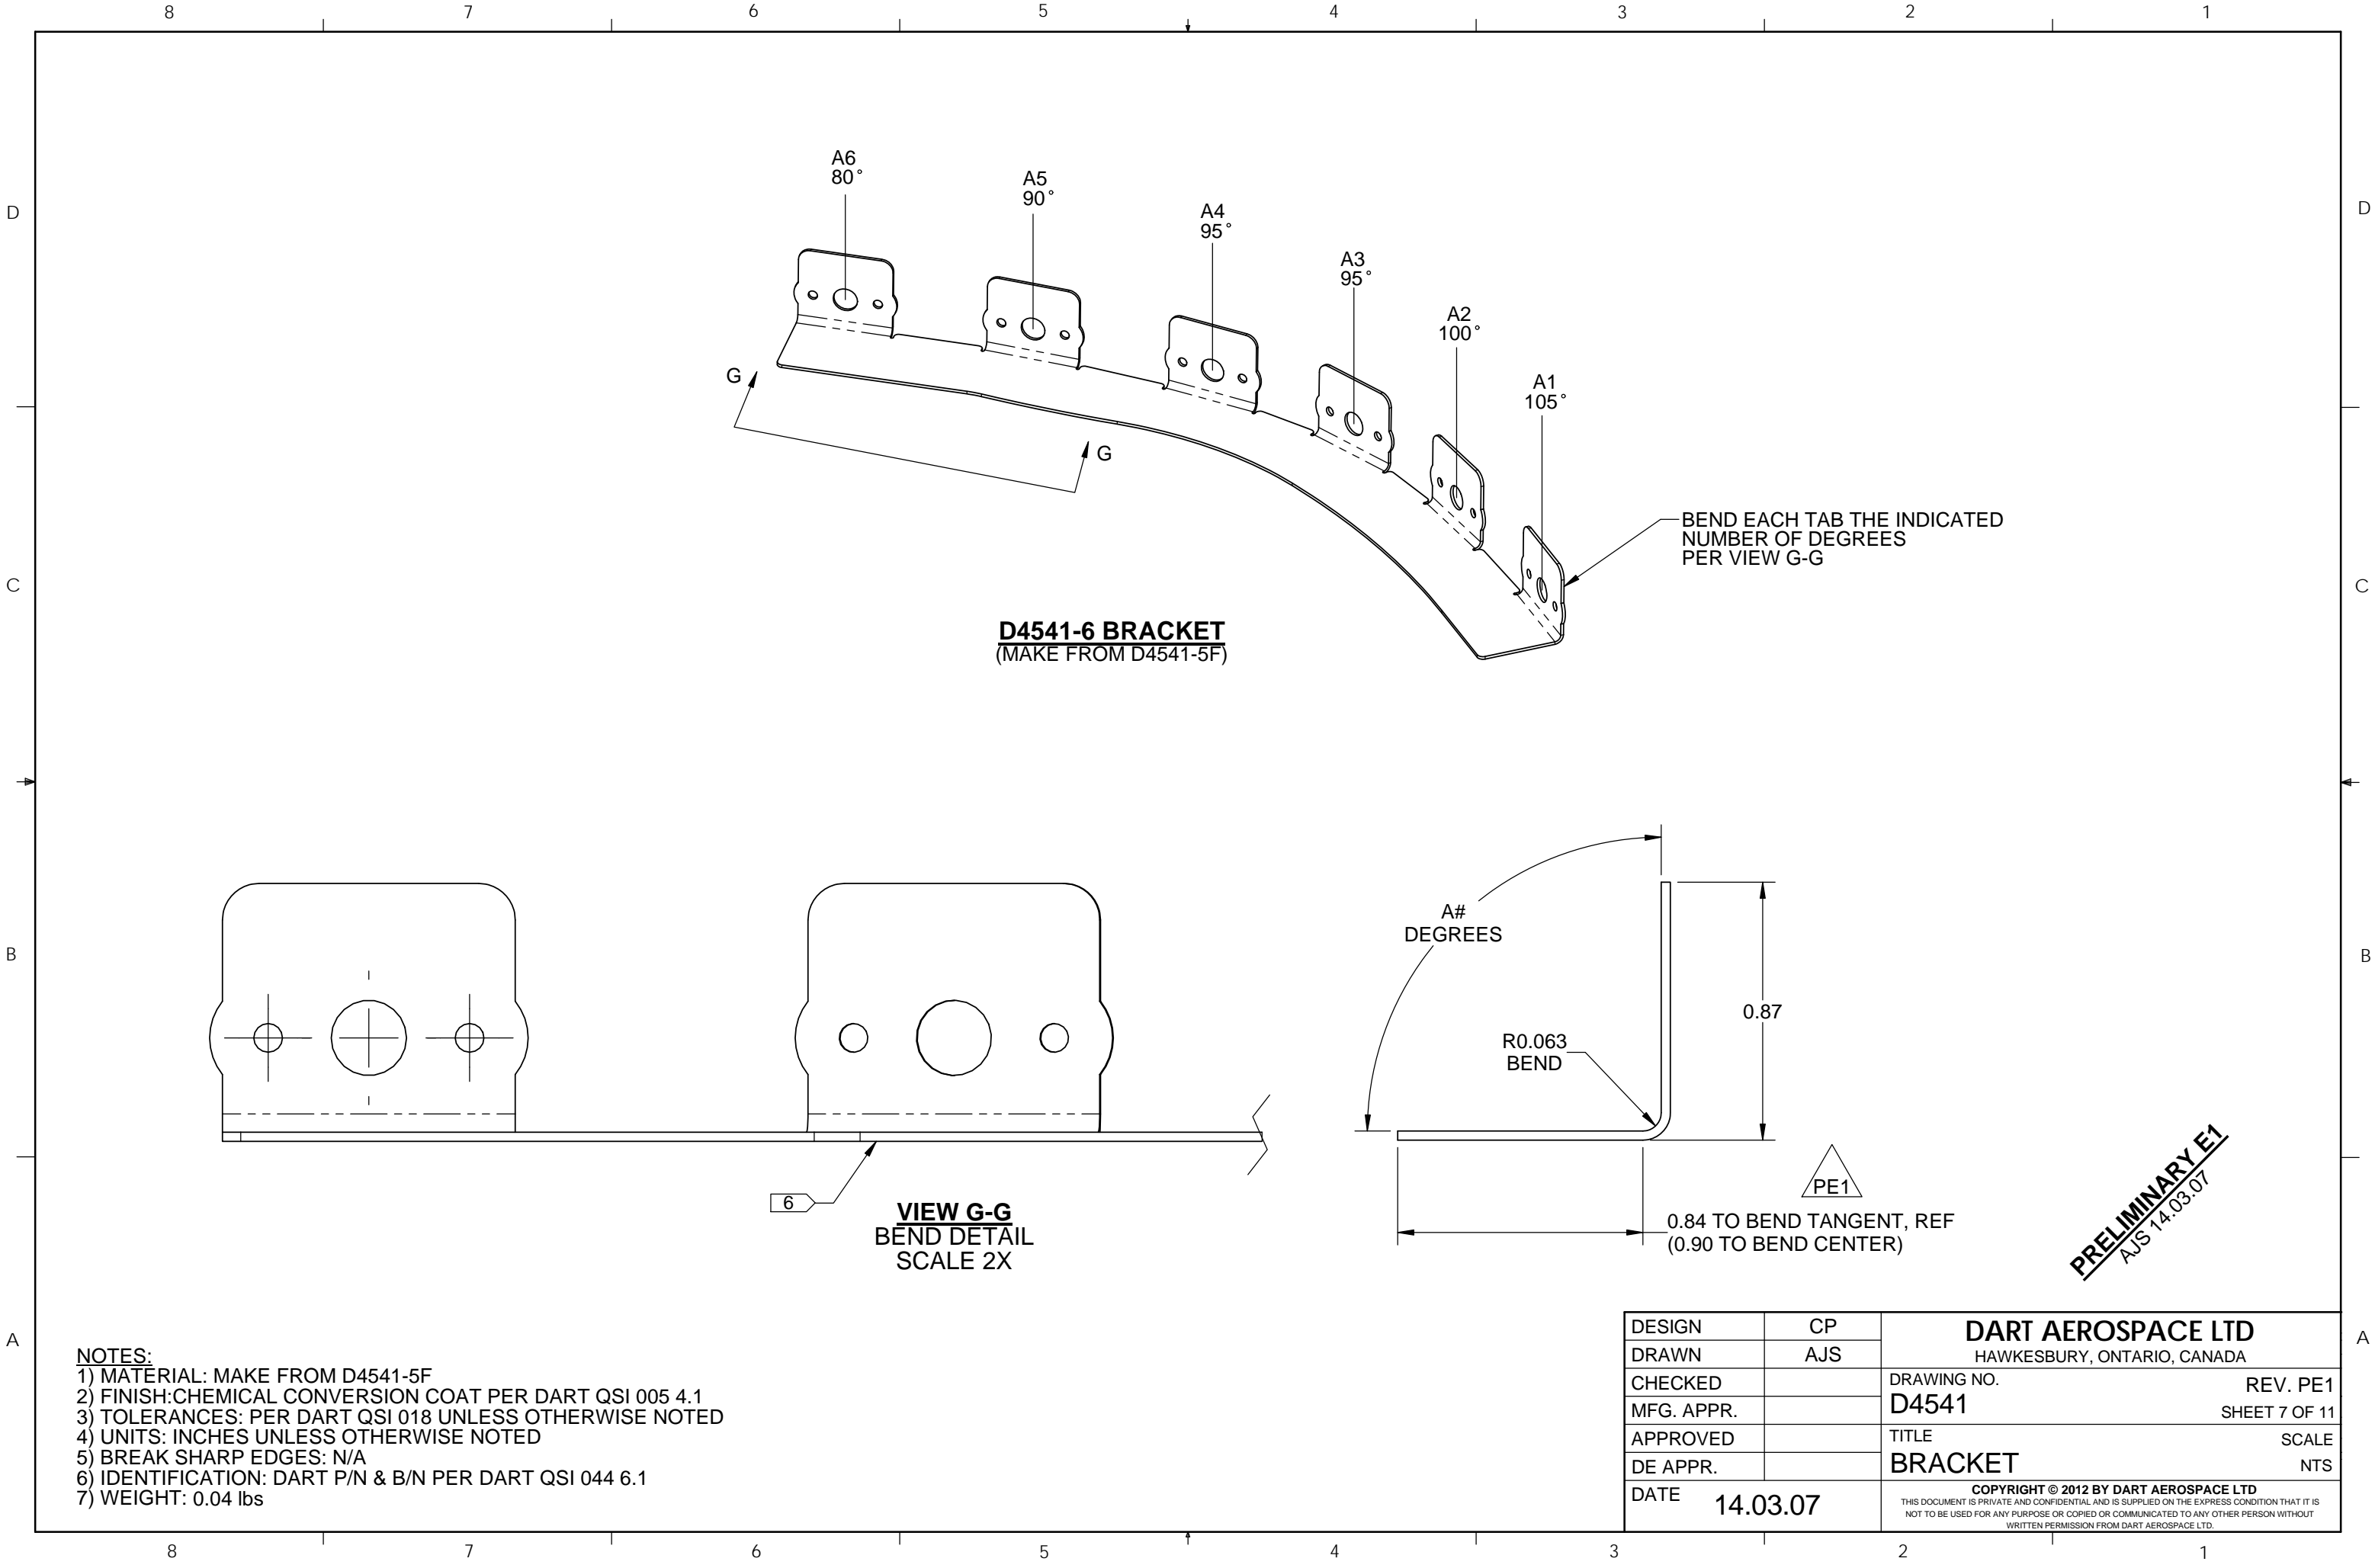 8 7 6 5 4 3 2 1
D
D
C
C
B
B
A
A
A6
80°
A5
90°
A4
95°
A3
95°
A2
100°
A1
105°
G
G
BEND EACH TAB THE INDICATED
NUMBER OF DEGREES
PER VIEW G-G
D4541-6 BRACKET
(MAKE FROM D4541-5F)
A#
DEGREES
0.87
R0.063
BEND
PE1
0.84 TO BEND TANGENT, REF
(0.90 TO BEND CENTER)
6
VIEW G-G
BEND DETAIL
SCALE 2X
PRELIMINARY E1
AJS 14.03.07
NOTES:
1) MATERIAL: MAKE FROM D4541-5F
2) FINISH:CHEMICAL CONVERSION COAT PER DART QSI 005 4.1
3) TOLERANCES: PER DART QSI 018 UNLESS OTHERWISE NOTED
4) UNITS: INCHES UNLESS OTHERWISE NOTED
5) BREAK SHARP EDGES: N/A
6) IDENTIFICATION: DART P/N & B/N PER DART QSI 044 6.1
7) WEIGHT: 0.04 lbs
DESIGN CP
DRAWN AJS
CHECKED
MFG. APPR.
APPROVED
DE APPR.
DATE 14.03.07
DART AEROSPACE LTD
HAWKESBURY, ONTARIO, CANADA
DRAWING NO. REV. PE1
D4541 SHEET 7 OF 11
TITLE SCALE
BRACKET NTS
COPYRIGHT © 2012 BY DART AEROSPACE LTD
THIS DOCUMENT IS PRIVATE AND CONFIDENTIAL AND IS SUPPLIED ON THE EXPRESS CONDITION THAT IT IS
NOT TO BE USED FOR ANY PURPOSE OR COPIED OR COMMUNICATED TO ANY OTHER PERSON WITHOUT
WRITTEN PERMISSION FROM DART AEROSPACE LTD.
8 7 6 5 4 3 2 1